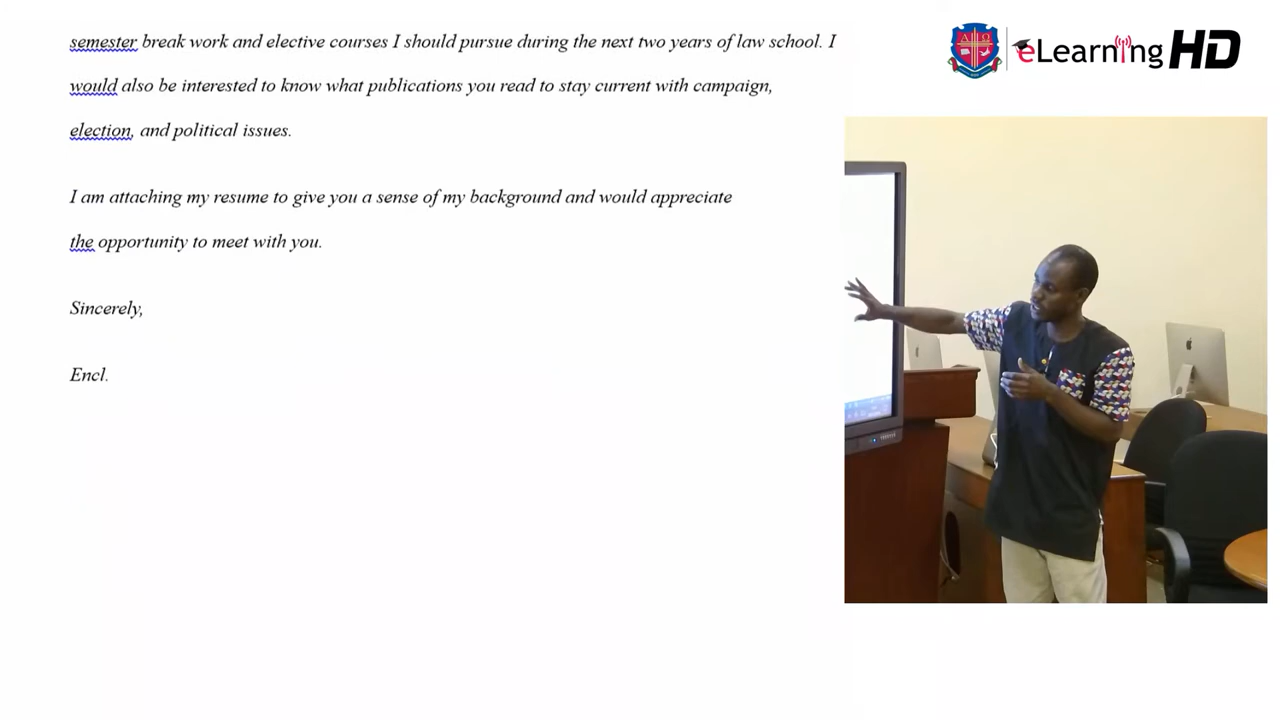 semester break work and elective courses I should pursue during the next two years of law school. I
would also be interested to know what publications you read to stay current with campaign,
election, and political issues.
I am attaching my resume to give you a sense of my background and would appreciate
the opportunity to meet with you.
Sincerely,
Encl.
eLearning HD